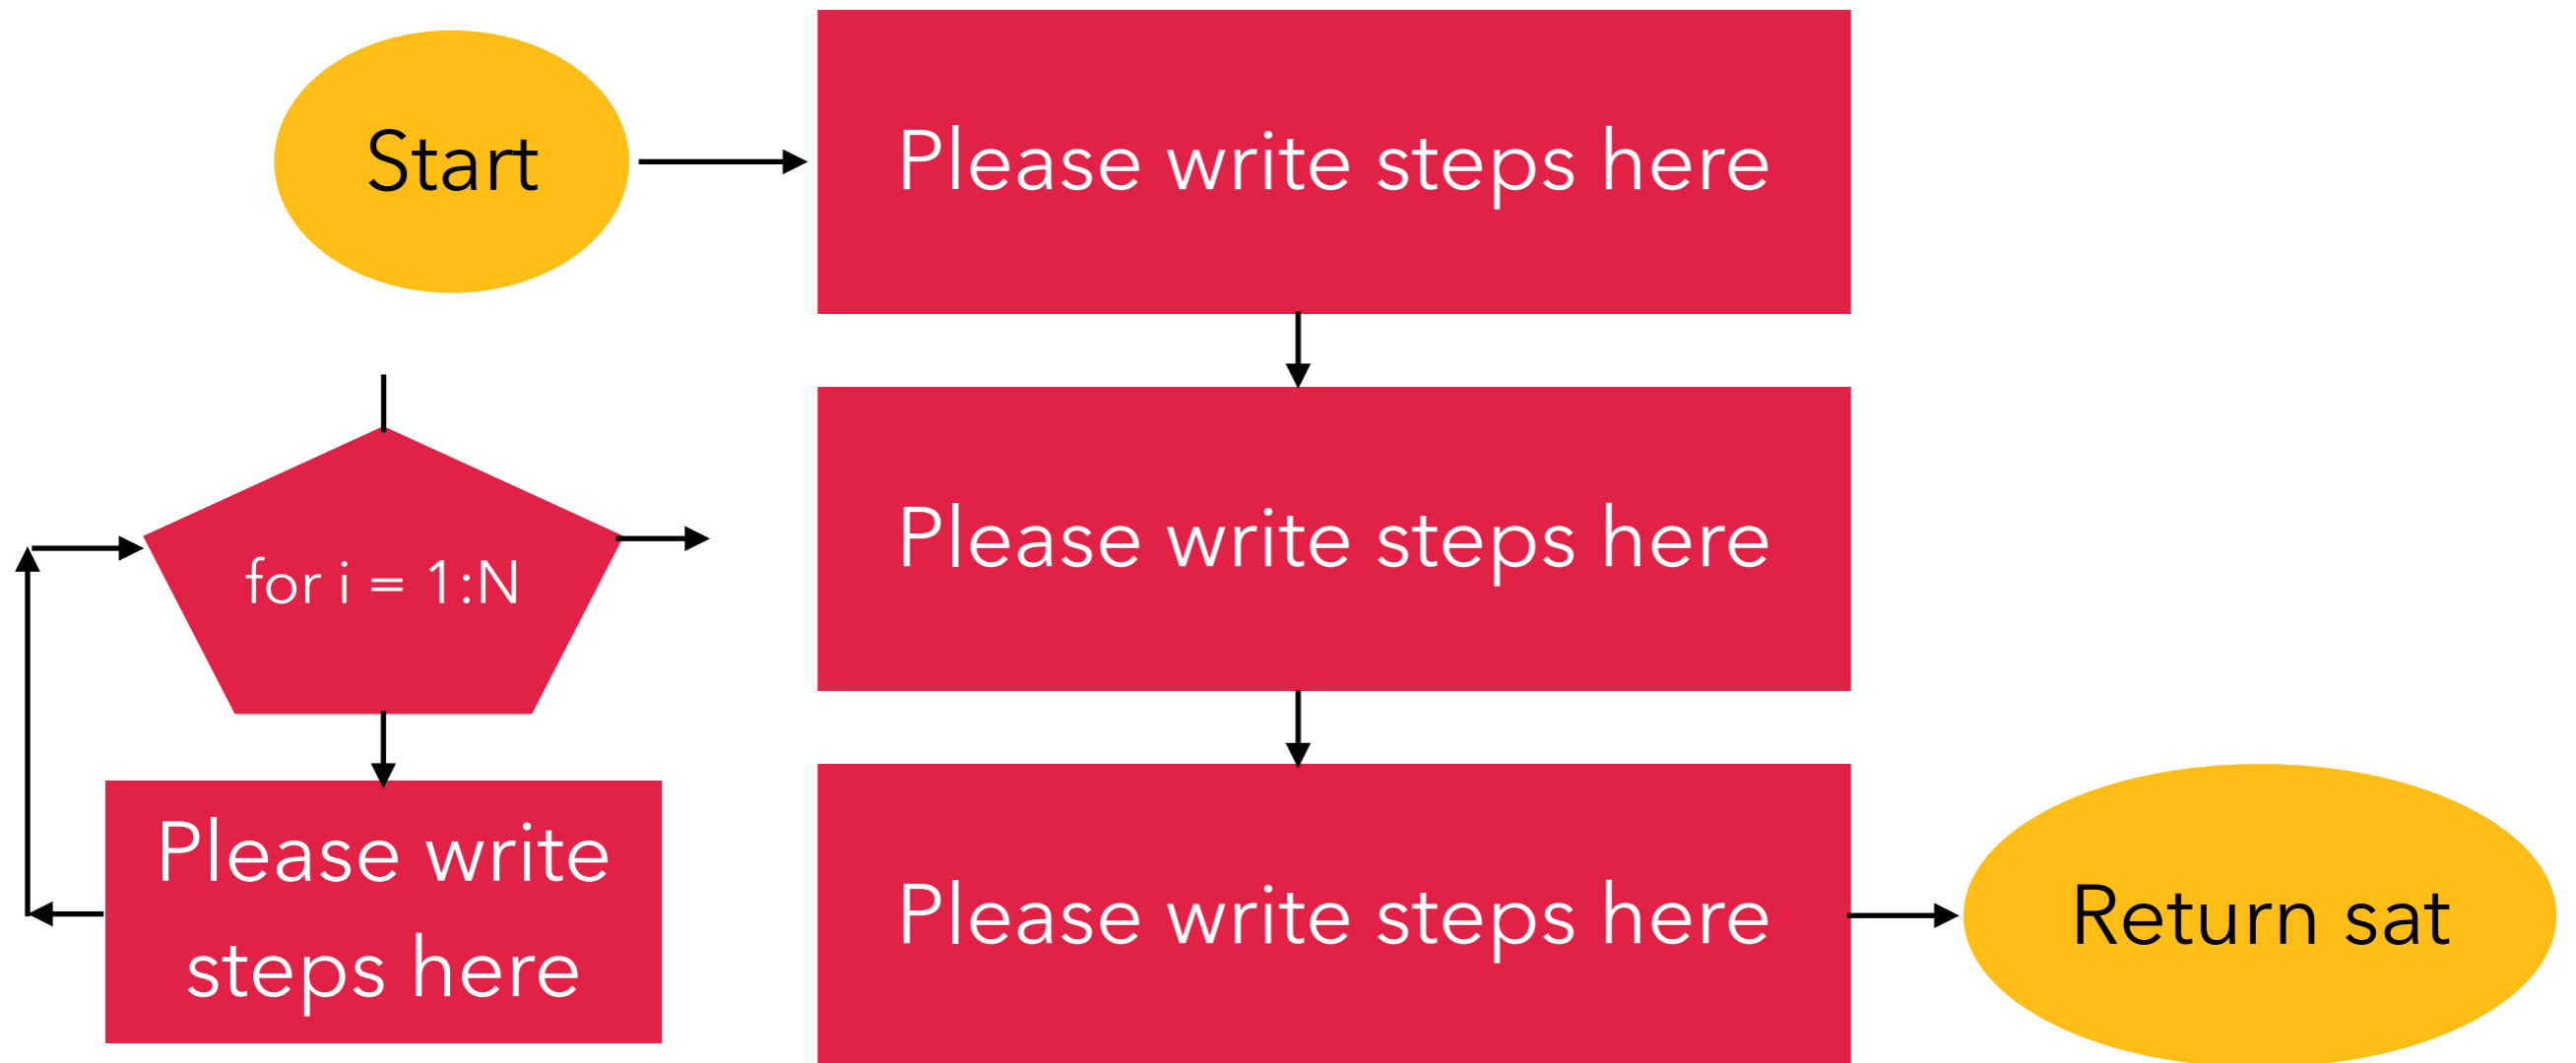 Start
Please write steps here
for i = 1:N
Please write steps here
Please write
steps here
Please write steps here
Return sat